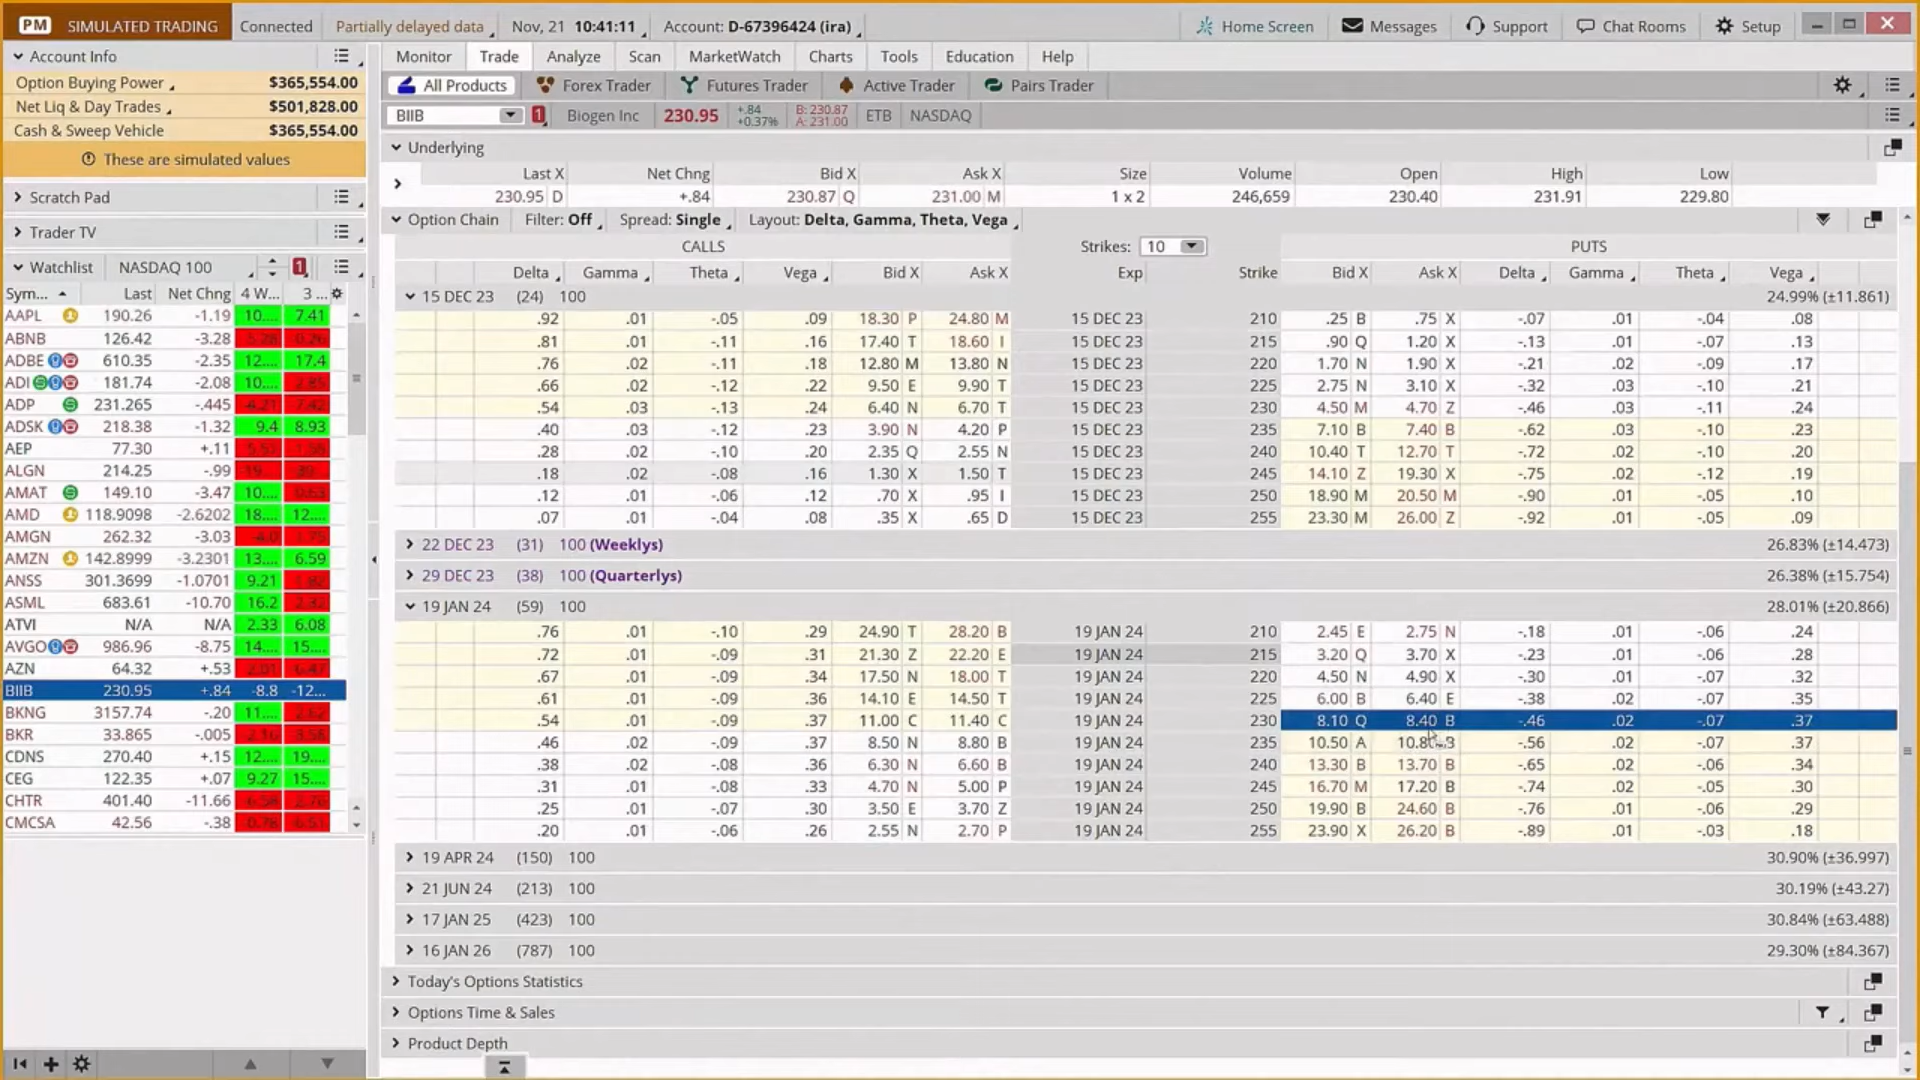 PM SIMULATED TRADING Connected Partially delayed data Nov, 21 10:41:11 Account: D-67396424 (ira) Home Screen Messages Support Chat Rooms Setup
Account Info
Option Buying Power $365,554.00
Net Liq & Day Trades $501,828.00
Cash & Sweep Vehicle $365,554.00
These are simulated values
Scratch Pad
Trader TV
Watchlist NASDAQ 100 1
Sym... Last Net Chng 4 W... 3 ...
AAPL 190.26 -1.19 10.... 7.41
ABNB 126.42 -3.28
ADBE 610.35 -2.35 12.... 17.4
ADI 181.74 -2.08 10....
ADP 231.265 -.445 -4.21 7.42
ADSK 218.38 -1.32 9.4 8.93
AEP 77.30 +.11
ALGN 214.25 -.99
AMAT 149.10 -3.47 10....
AMD 118.9098 -2.6202 18.... 12....
AMGN 262.32 -3.03 -4.0
AMZN 142.8999 -3.2301 13.... 6.59
ANSS 301.3699 -1.0701 9.21
ASML 683.61 -10.70 16.2
ATVI N/A N/A 2.33 6.08
AVGO 986.96 -8.75 14.... 15....
AZN 64.32 +.53
BIIB 230.95 +.84 -8.8 -12...
BKNG 3157.74 -.20 11....
BKR 33.865 -.005
CDNS 270.40 +.15 12.... 19....
CEG 122.35 +.07 9.27 15....
CHTR 401.40 -11.66
CMCSA 42.56 -.38
Monitor Trade Analyze Scan MarketWatch Charts Tools Education Help
All Products Forex Trader Futures Trader Active Trader Pairs Trader
BIIB 1 Biogen Inc 230.95 +.84 +0.37% B: 230.87 A: 231.00 ETB NASDAQ
Underlying
Last X Net Chng Bid X Ask X Size Volume Open High Low
230.95 D +.84 230.87 Q 231.00 M 1 x 2 246,659 230.40 231.91 229.80
Option Chain Filter: Off Spread: Single Layout: Delta, Gamma, Theta, Vega
CALLS Strikes: 10 PUTS
Delta Gamma Theta Vega Bid X Ask X Exp Strike Bid X Ask X Delta Gamma Theta Vega
15 DEC 23 (24) 100 24.99% (±11.861)
.92 .01 -.05 .09 18.30 P 24.80 M 15 DEC 23 210 .25 B .75 X -.07 .01 -.04 .08
.81 .01 -.11 .16 17.40 T 18.60 I 15 DEC 23 215 .90 Q 1.20 X -.13 .01 -.07 .13
.76 .02 -.11 .18 12.80 M 13.80 N 15 DEC 23 220 1.70 N 1.90 X -.21 .02 -.09 .17
.66 .02 -.12 .22 9.50 E 9.90 T 15 DEC 23 225 2.75 N 3.10 X -.32 .03 -.10 .21
.54 .03 -.13 .24 6.40 N 6.70 T 15 DEC 23 230 4.50 M 4.70 Z -.46 .03 -.11 .24
.40 .03 -.12 .23 3.90 N 4.20 P 15 DEC 23 235 7.10 B 7.40 B -.62 .03 -.10 .23
.28 .02 -.10 .20 2.35 Q 2.55 N 15 DEC 23 240 10.40 T 12.70 T -.72 .02 -.10 .20
.18 .02 -.08 .16 1.30 X 1.50 T 15 DEC 23 245 14.10 Z 19.30 X -.75 .02 -.12 .19
.12 .01 -.06 .12 .70 X .95 I 15 DEC 23 250 18.90 M 20.50 M -.90 .01 -.05 .10
.07 .01 -.04 .08 .35 X .65 D 15 DEC 23 255 23.30 M 26.00 Z -.92 .01 -.05 .09
22 DEC 23 (31) 100 (Weeklys) 26.83% (±14.473)
29 DEC 23 (38) 100 (Quarterlys) 26.38% (±15.754)
19 JAN 24 (59) 100 28.01% (±20.866)
.76 .01 -.10 .29 24.90 T 28.20 B 19 JAN 24 210 2.45 E 2.75 N -.18 .01 -.06 .24
.72 .01 -.09 .31 21.30 Z 22.20 E 19 JAN 24 215 3.20 Q 3.70 X -.23 .01 -.06 .28
.67 .01 -.09 .34 17.50 N 18.00 T 19 JAN 24 220 4.50 N 4.90 X -.30 .01 -.07 .32
.61 .01 -.09 .36 14.10 E 14.50 T 19 JAN 24 225 6.00 B 6.40 E -.38 .02 -.07 .35
.54 .01 -.09 .37 11.00 C 11.40 C 19 JAN 24 230 8.10 Q 8.40 B -.46 .02 -.07 .37
.46 .02 -.09 .37 8.50 N 8.80 B 19 JAN 24 235 10.50 A -.56 .02 -.07 .37
.38 .02 -.08 .36 6.30 N 6.60 B 19 JAN 24 240 13.30 B 13.70 B -.65 .02 -.06 .34
.31 .01 -.08 .33 4.70 N 5.00 P 19 JAN 24 245 16.70 M 17.20 B -.74 .02 -.06 .30
.25 .01 -.07 .30 3.50 E 3.70 Z 19 JAN 24 250 19.90 B 24.60 B -.76 .01 -.06 .29
.20 .01 -.06 .26 2.55 N 2.70 P 19 JAN 24 255 23.90 X 26.20 B -.89 .01 -.03 .18
19 APR 24 (150) 100 30.90% (±36.997)
21 JUN 24 (213) 100 30.19% (±43.27)
17 JAN 25 (423) 100 30.84% (±63.488)
16 JAN 26 (787) 100 29.30% (±84.367)
Today's Options Statistics
Options Time & Sales
Product Depth